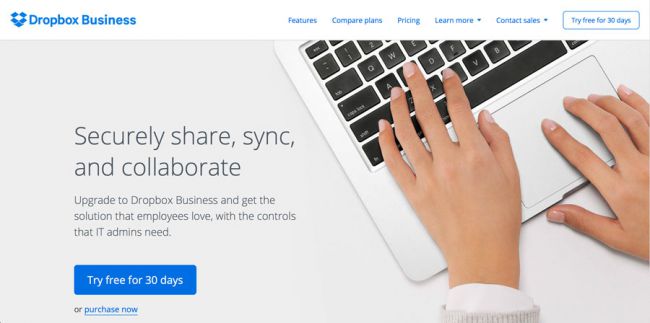 Dropbox Business
Features
Compare plans
Pricing
Learn more
Contact sales
Try free for 30 days
Securely share, sync,
and collaborate
Upgrade to Dropbox Business and get the
solution that employees love, with the controls
that IT admins need.
Try free for 30 days
or purchase now